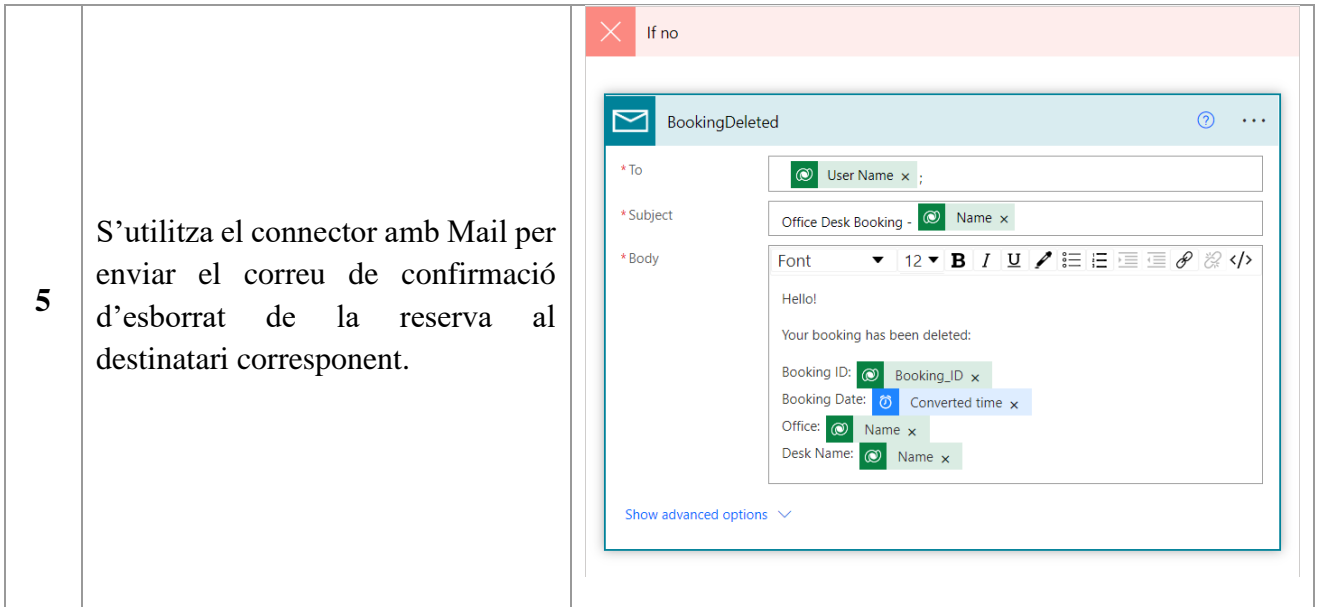 5
S’utilitza el connector amb Mail per
enviar el correu de confirmació
d’esborrat de la reserva al
destinatari corresponent.
If no
BookingDeleted
* To
User Name × ;
* Subject
Office Desk Booking - Name ×
* Body
Font 12 B I U </>
Hello!
Your booking has been deleted:
Booking ID: Booking_ID ×
Booking Date: Converted time ×
Office: Name ×
Desk Name: Name ×
Show advanced options